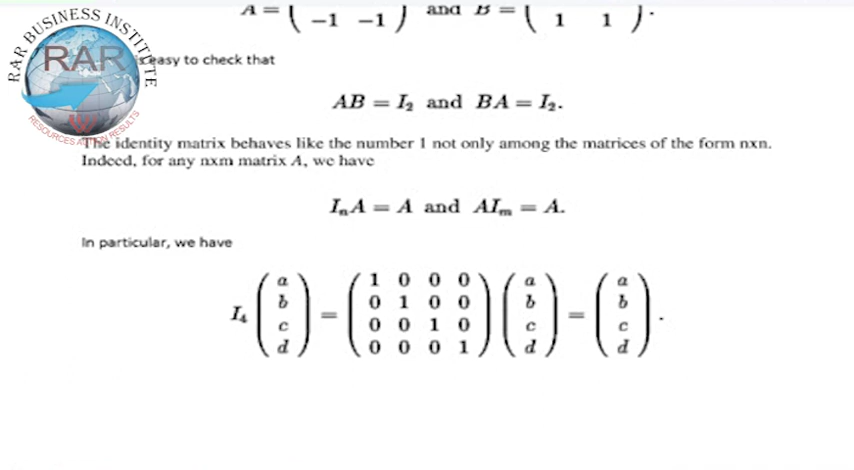 A = ( -1 -1 ) and B = ( 1 1 ).
RAR BUSINESS INSTITUTE
RAR
easy to check that
AB = I₂ and BA = I₂.
RESOURCES RESULTS
The identity matrix behaves like the number 1 not only among the matrices of the form nxn.
Indeed, for any nxm matrix A, we have
IₙA = A and AIₘ = A.
In particular, we have
I₄ ( a b c d ) = ( 1 0 0 0
0 1 0 0
0 0 1 0
0 0 0 1 ) ( a b c d ) = ( a b c d ).